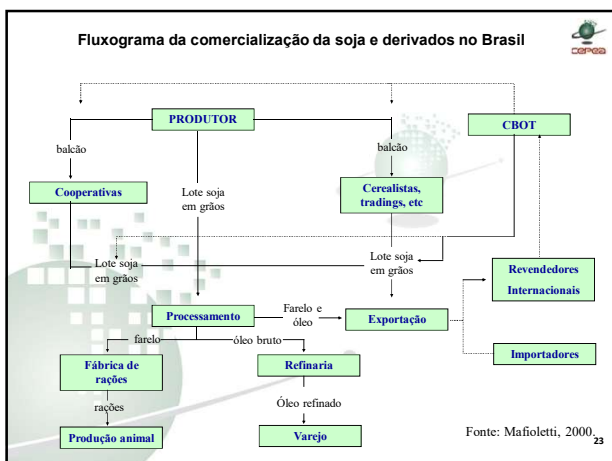 Fluxograma da comercialização da soja e derivados no Brasil
cepea
PRODUTOR
CBOT
balcão
balcão
Cooperativas
Lote soja
em grãos
Cerealistas,
tradings, etc
Lote soja
em grãos
Lote soja
em grãos
Revendedores
Internacionais
Processamento
Farelo e
óleo
Exportação
farelo
óleo bruto
Fábrica de
rações
Refinaria
Importadores
rações
Óleo refinado
Produção animal
Varejo
Fonte: Mafioletti, 2000.
23